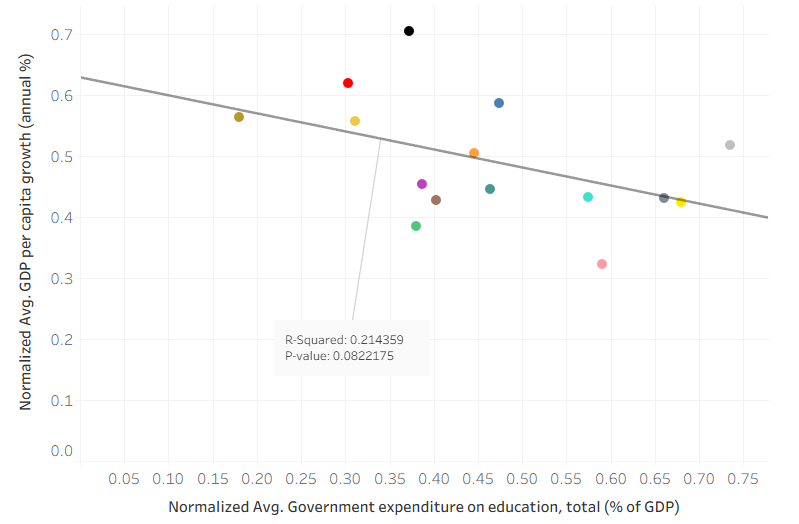 Normalized Avg. GDP per capita growth (annual %)
0.7
0.6
0.5
0.4
0.3
0.2
0.1
0.0
R-Squared: 0.214359
P-value: 0.0822175
0.05 0.10 0.15 0.20 0.25 0.30 0.35 0.40 0.45 0.50 0.55 0.60 0.65 0.70 0.75
Normalized Avg. Government expenditure on education, total (% of GDP)